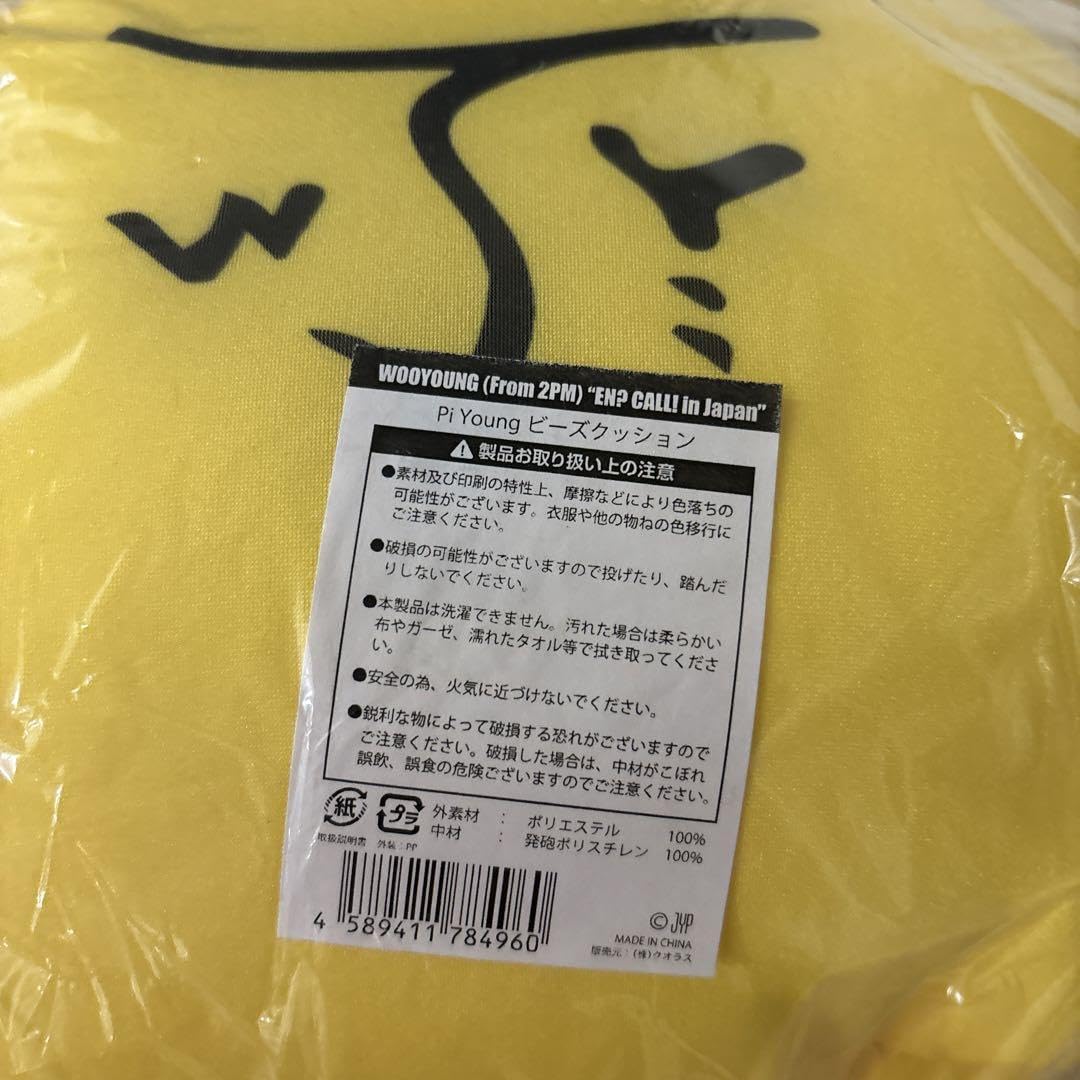 W
Y
WOOYOUNG (From 2PM) “EN? CALL! in Japan”
Pi Young ビーズクッション
製品お取り扱い上の注意
●素材及び印刷の特性上、摩擦などにより色落ちの
可能性がございます。衣服や他の物ねの色移行に
ご注意ください。
●破損の可能性がございますので投げたり、踏んだ
りしないでください。
●本製品は洗濯できません。汚れた場合は柔らかい
布やガーゼ、濡れたタオル等で拭き取ってくださ
い。
●安全の為、火気に近づけないでください。
●鋭利な物によって破損する恐れがございますので
ご注意ください。破損した場合は、中材がこぼれ
誤飲、誤食の危険ございますのでご注意ください。
紙 プラ 外素材 : ポリエステル 100%
取扱説明書 外装:PP 中材 : 発砲ポリスチレン 100%
4 589411 784960
© JYP
MADE IN CHINA
販売元:(株)クオラス